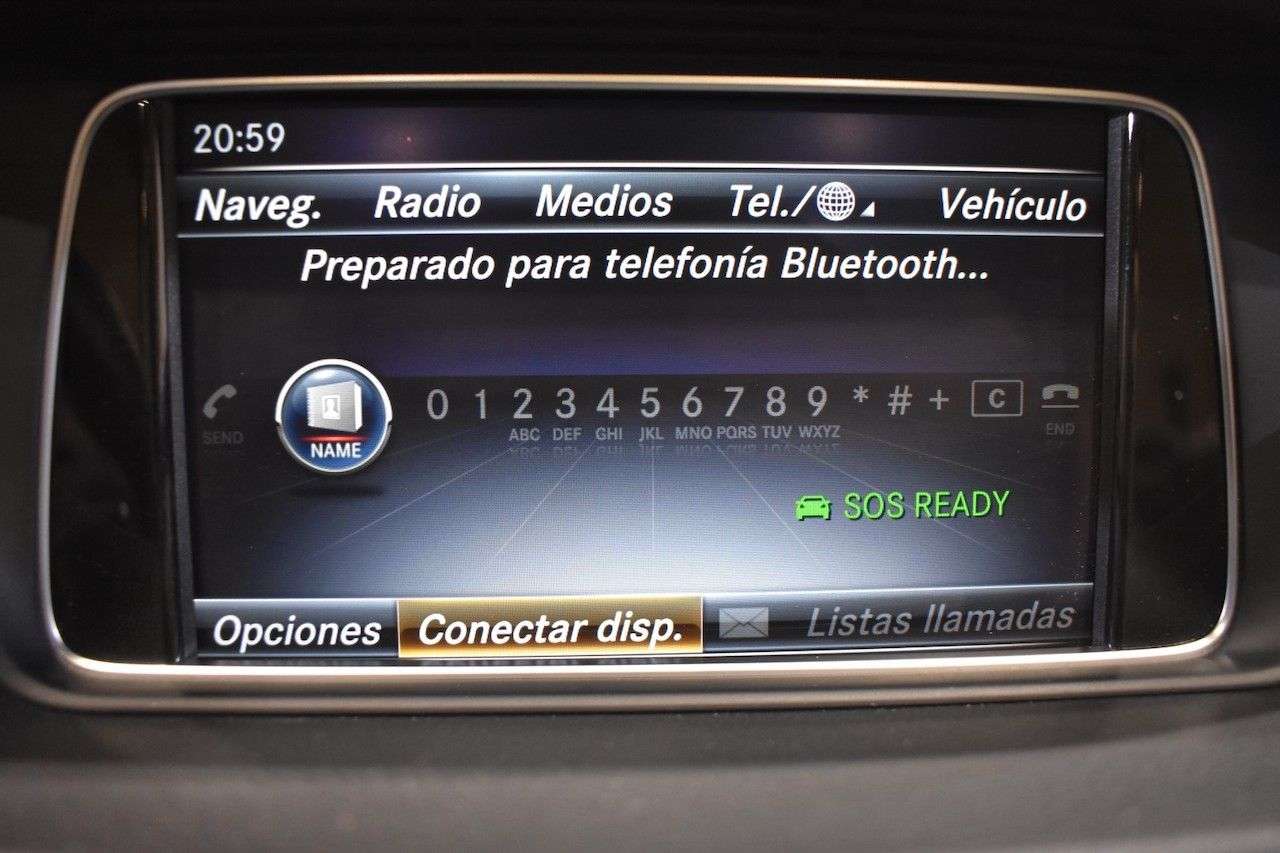 20:59
Naveg. Radio Medios Tel./ Vehículo
Preparado para telefonía Bluetooth...
SEND NAME 0 1 2 3 4 5 6 7 8 9 * # + C END
ABC DEF GHI JKL MNO PQRS TUV WXYZ
SOS READY
Opciones Conectar disp. Listas llamadas